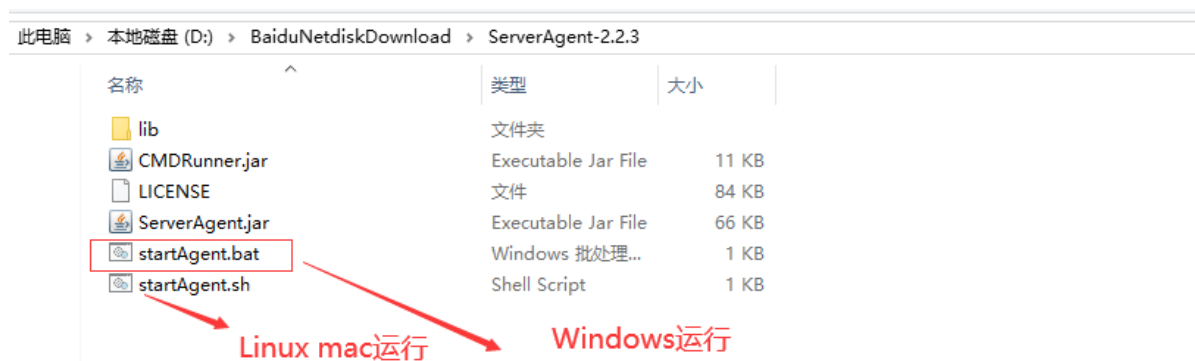 此电脑 › 本地磁盘 (D:) › BaiduNetdiskDownload › ServerAgent-2.2.3
名称 类型 大小
lib 文件夹
CMDRunner.jar Executable Jar File 11 KB
LICENSE 文件 84 KB
ServerAgent.jar Executable Jar File 66 KB
startAgent.bat Windows 批处理... 1 KB
startAgent.sh Shell Script 1 KB
Linux mac运行 Windows运行